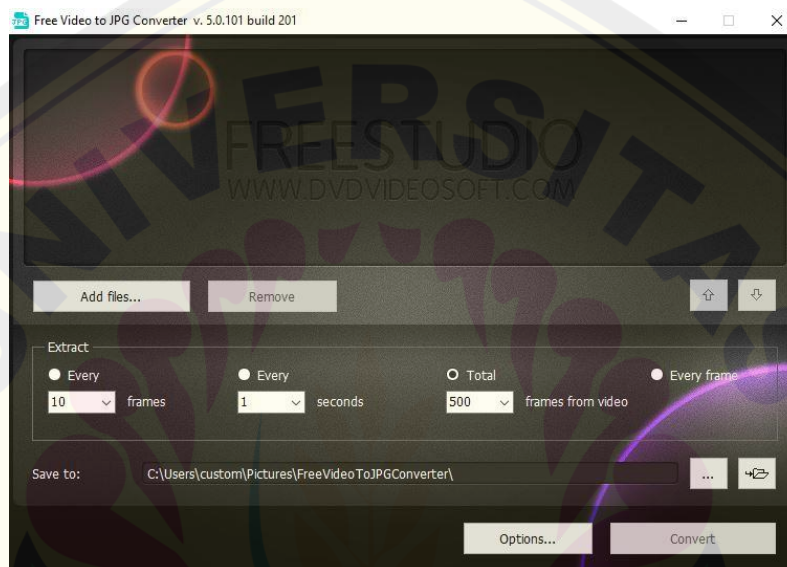 Free Video to JPG Converter v. 5.0.101 build 201
UNIVERSITAS
FREESTUDIO
WWW.DVDVIDEOSOFT.COM
Add files...
Remove
Extract
Every
Every
Total
Every frame
10 frames
1 seconds
500 frames from video
Save to: C:\Users\custom\Pictures\FreeVideoToJPGConverter\
...
Options...
Convert